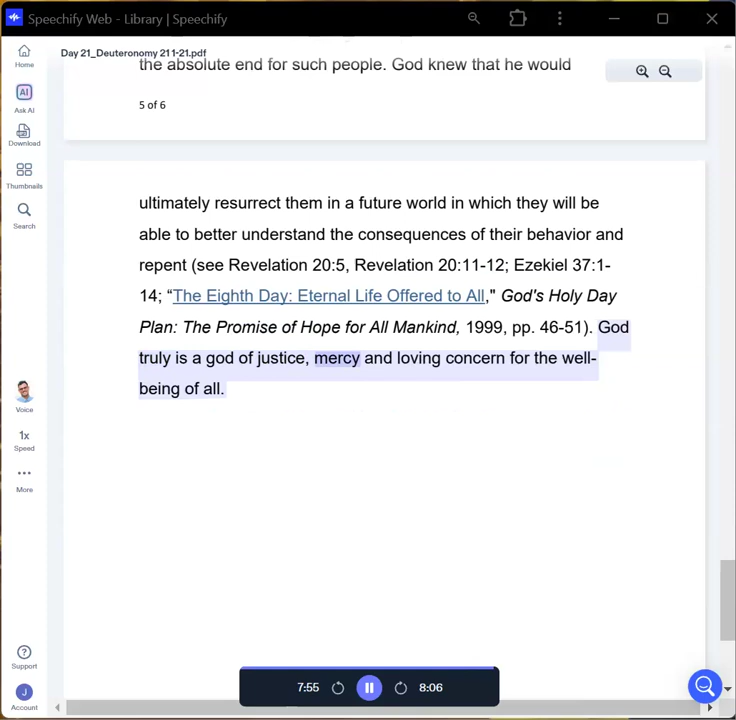 Speechify Web - Library | Speechify
Day 21_Deuteronomy 21 1-21.pdf
Home
AI
Ask AI
Download
Thumbnails
Search
the absolute end for such people. God knew that he would
5 of 6
ultimately resurrect them in a future world in which they will be
able to better understand the consequences of their behavior and
repent (see Revelation 20:5, Revelation 20:11-12; Ezekiel 37:1-
14; “The Eighth Day: Eternal Life Offered to All," God's Holy Day
Plan: The Promise of Hope for All Mankind, 1999, pp. 46-51). God
truly is a god of justice, mercy and loving concern for the well-
being of all.
Voice
1x
Speed
More
Support
J
Account
7:55
8:06